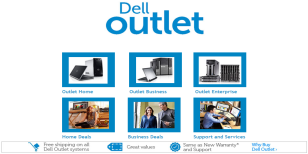 Dell
outlet
Outlet Home
Outlet Business
Outlet Enterprise
Home Deals
Business Deals
Support and Services
Free shipping on all
Dell Outlet systems
Great values
Same as New Warranty*
and Support
Why Buy
Dell Outlet ›